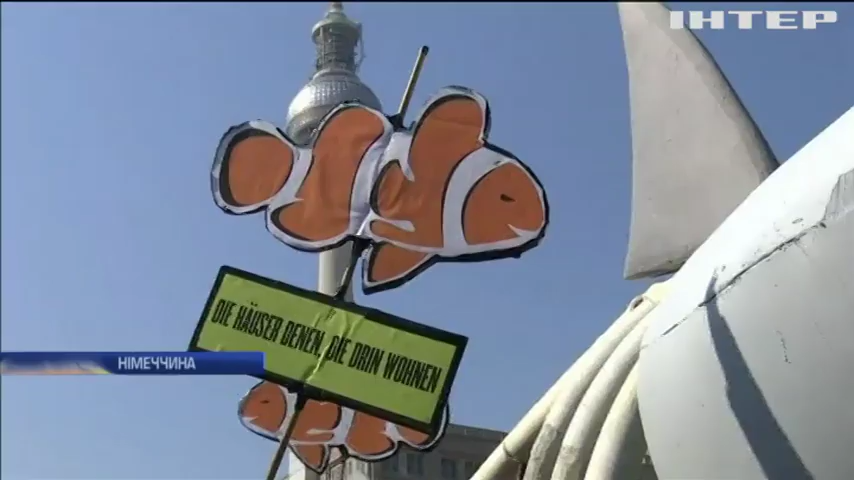 ІНТЕР
DIE HÄUSER DENEN, DIE DRIN WOHNEN
НІМЕЧЧИНА